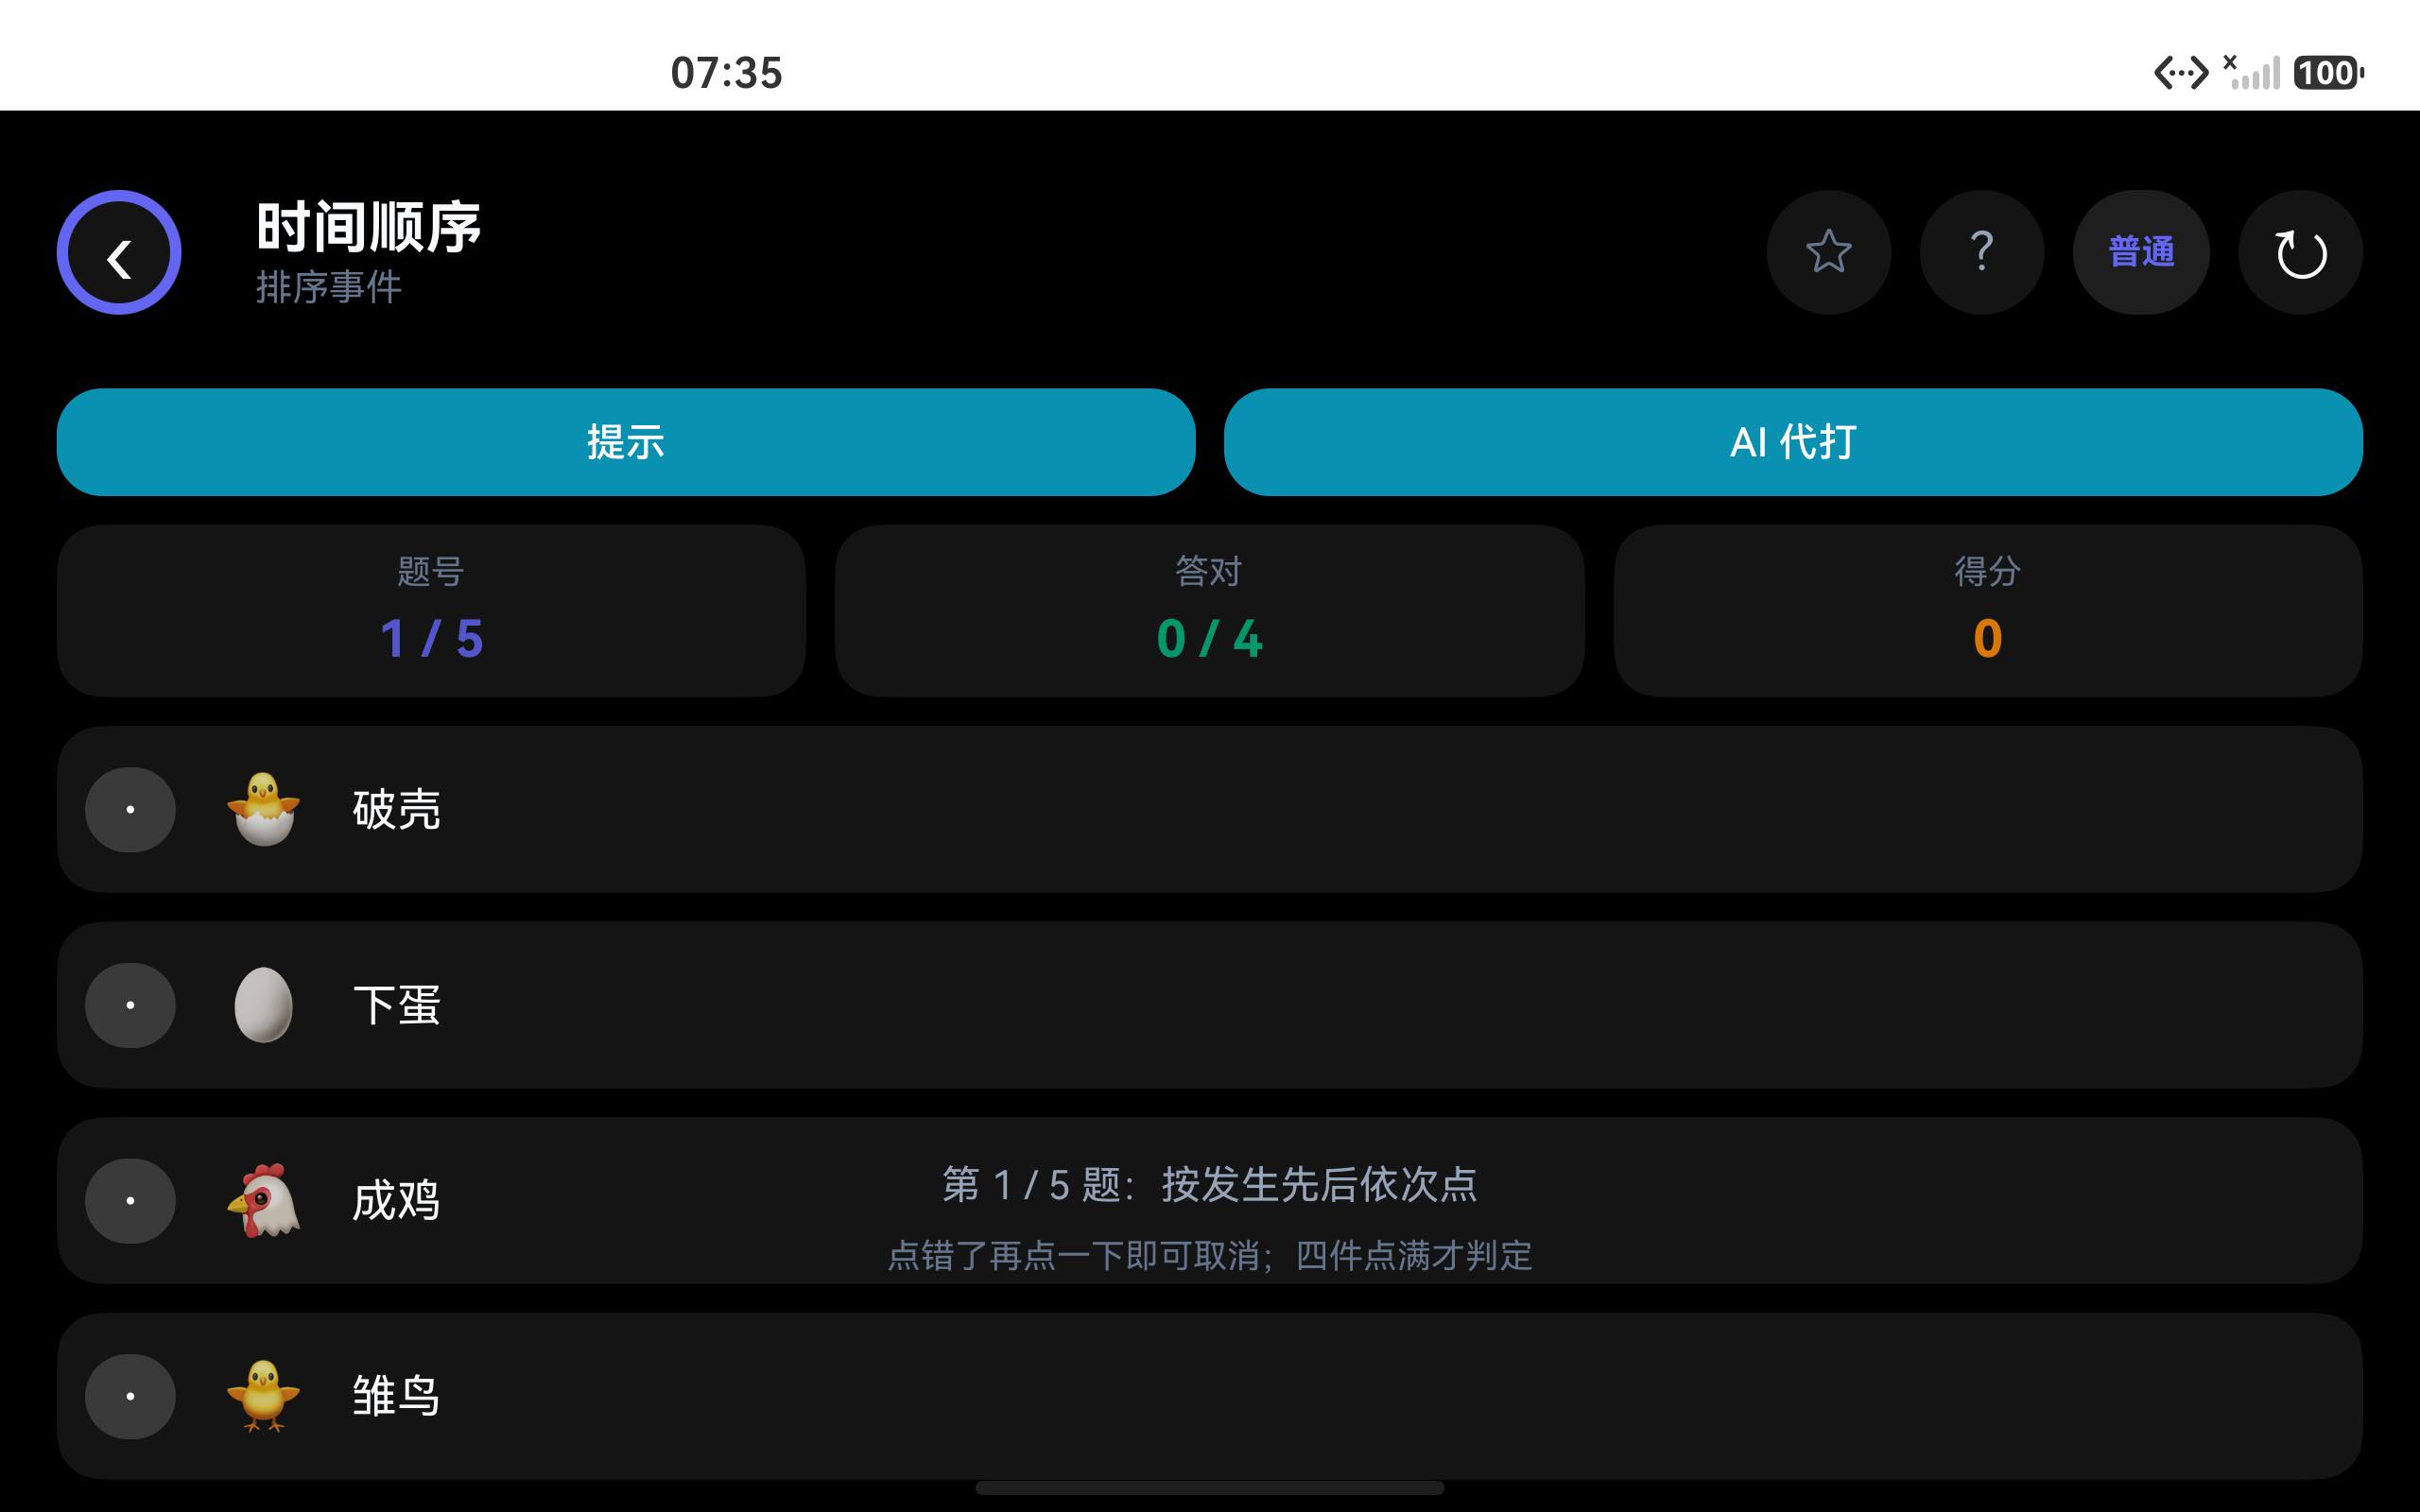 07:35
100
时间顺序
排序事件
?
普通
提示
AI 代打
题号
答对
得分
1 / 5
0 / 4
0
破壳
下蛋
成鸡
第 1 / 5 题：按发生先后依次点
点错了再点一下即可取消；四件点满才判定
雏鸟